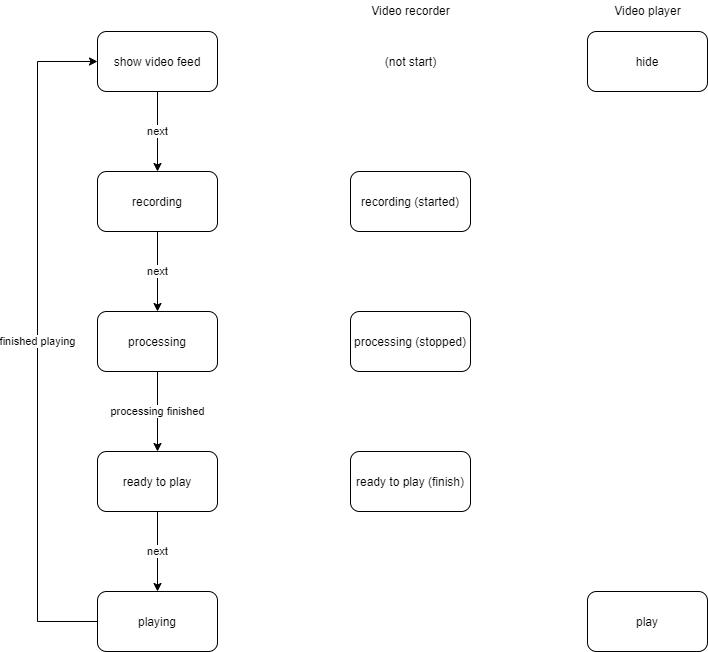 Video recorder
Video player
show video feed
(not start)
hide
next
recording
recording (started)
next
finished playing
processing
processing (stopped)
processing finished
ready to play
ready to play (finish)
next
playing
play